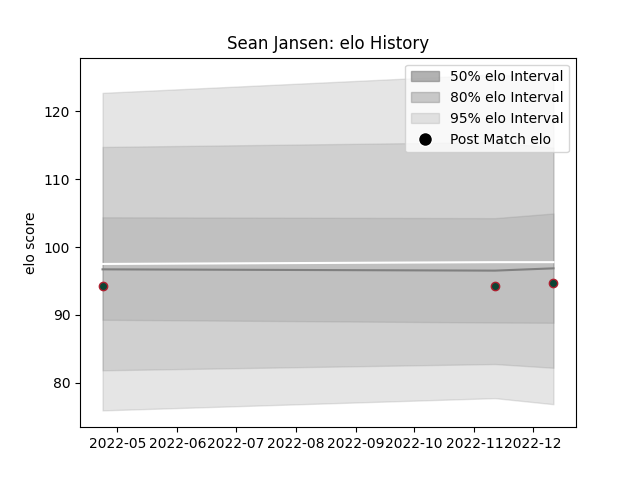 Sean Jansen: elo History
50% elo Interval
80% elo Interval
95% elo Interval
Post Match elo
elo score
120
110
100
90
80
2022-05 2022-06 2022-07 2022-08 2022-09 2022-10 2022-11 2022-12